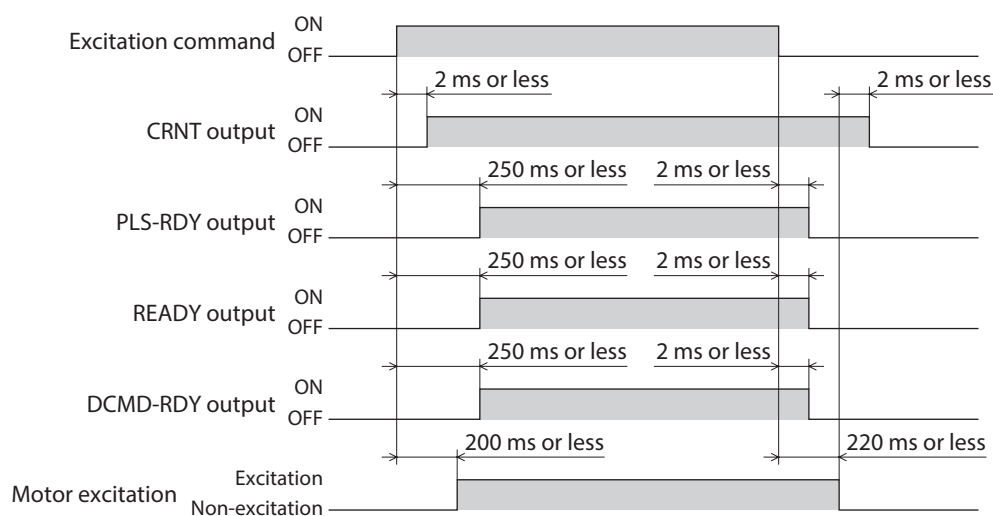 Excitation command
ON
OFF
2 ms or less
2 ms or less
CRNT output
ON
OFF
250 ms or less
2 ms or less
PLS-RDY output
ON
OFF
250 ms or less
2 ms or less
READY output
ON
OFF
250 ms or less
2 ms or less
DCMD-RDY output
ON
OFF
200 ms or less
220 ms or less
Motor excitation
Excitation
Non-excitation